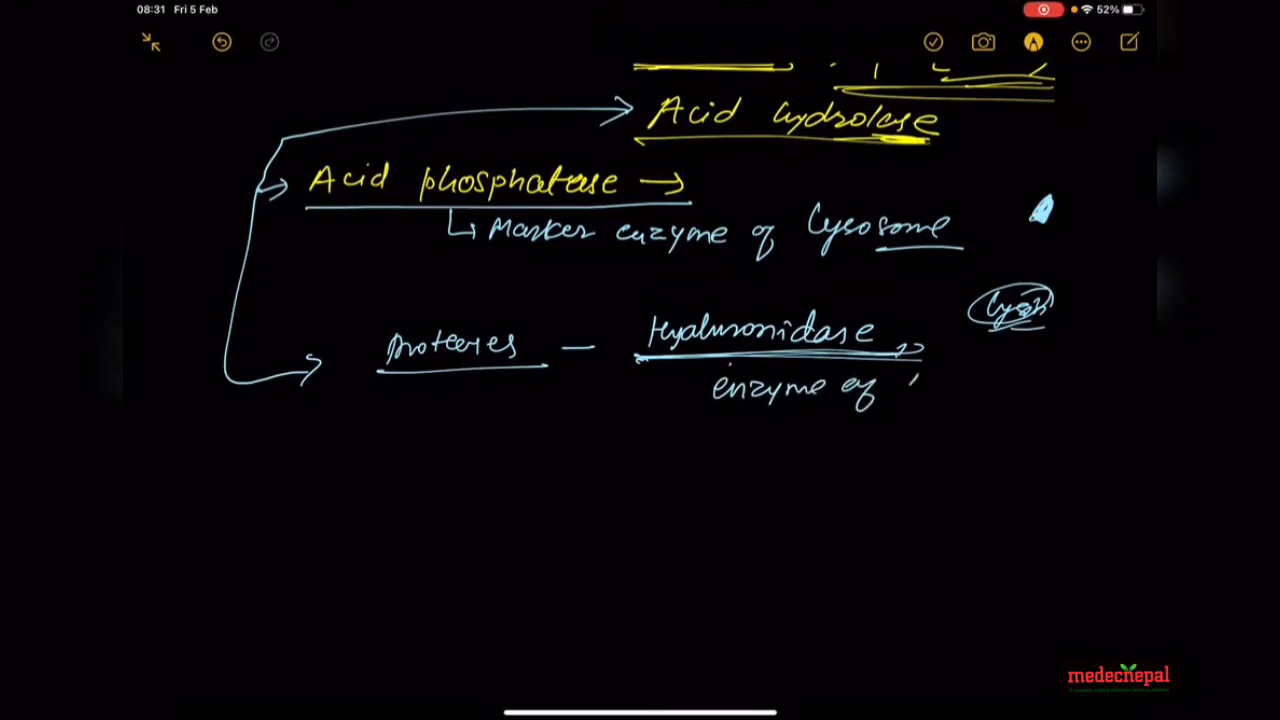 08:31 Fri 5 Feb
52%
Acid hydrolase
Acid phosphatase →
↳ Marker enzyme of Lysosome
Proteases — Hyaluronidase
enzyme of
medecnepal